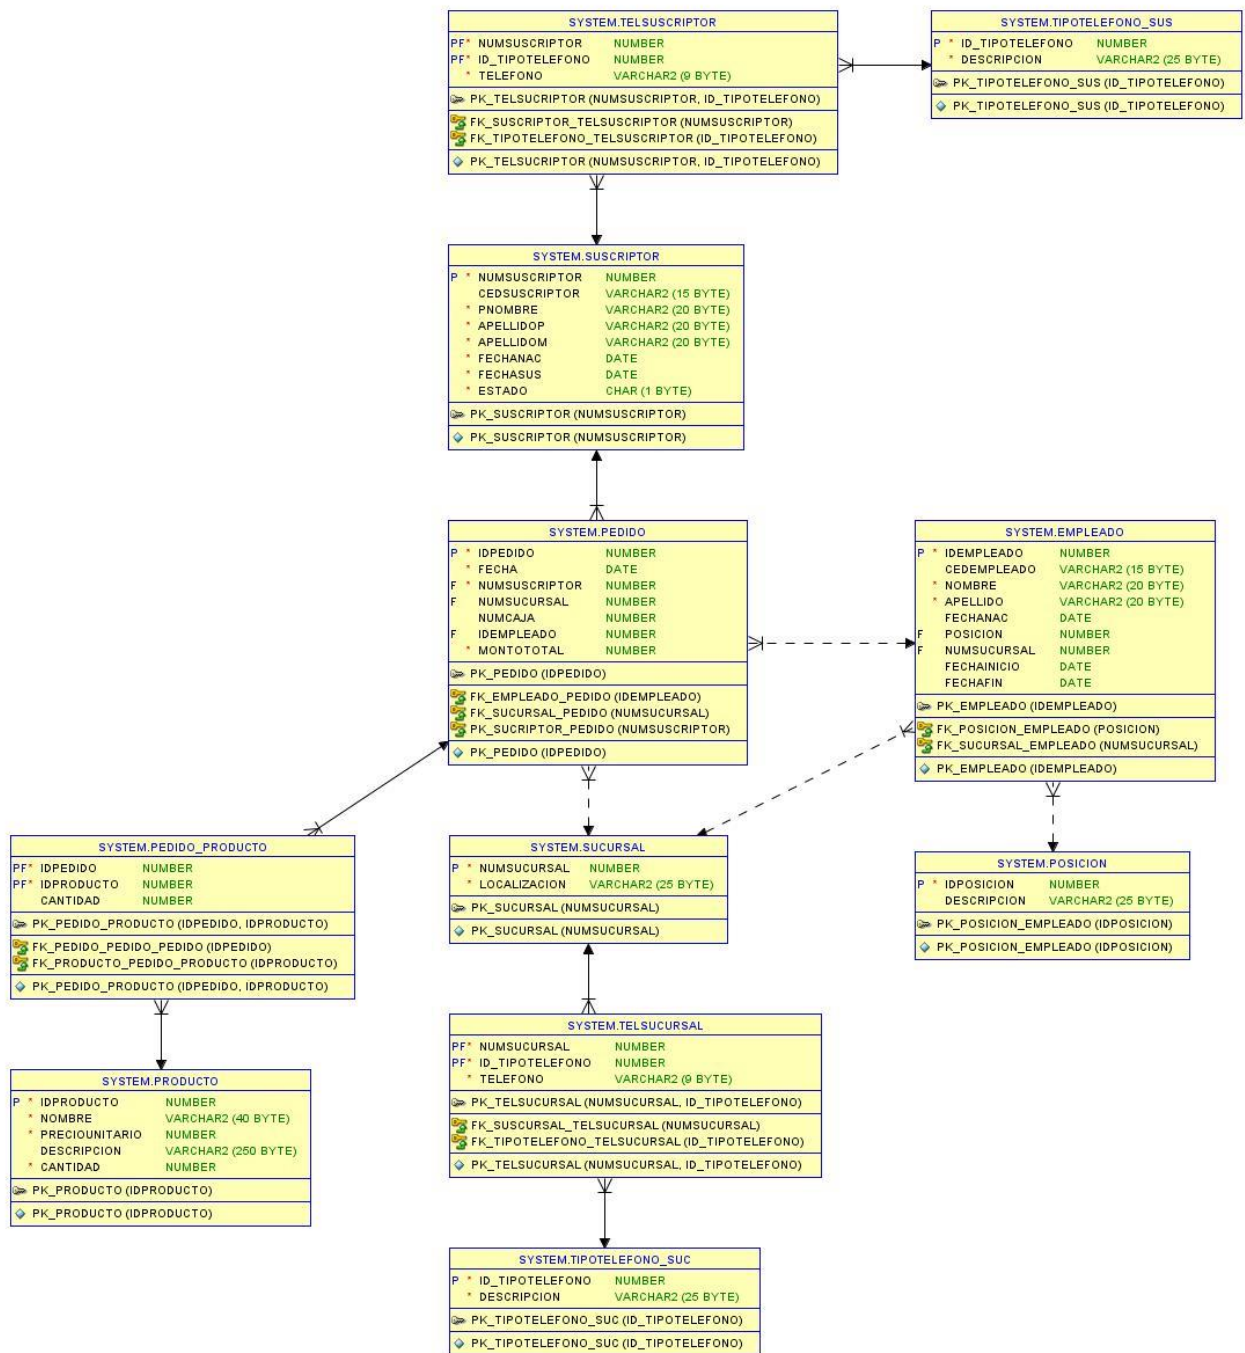 SYSTEM.TELSUSCRIPTOR
PF* NUMSUSCRIPTOR NUMBER
PF* ID_TIPOTELEFONO NUMBER
* TELEFONO VARCHAR2 (9 BYTE)
PK_TELSUCRIPTOR (NUMSUSCRIPTOR, ID_TIPOTELEFONO)
FK_SUSCRIPTOR_TELSUSCRIPTOR (NUMSUSCRIPTOR)
FK_TIPOTELEFONO_TELSUSCRIPTOR (ID_TIPOTELEFONO)
PK_TELSUCRIPTOR (NUMSUSCRIPTOR, ID_TIPOTELEFONO)
SYSTEM.TIPOTELEFONO_SUS
P * ID_TIPOTELEFONO NUMBER
* DESCRIPCION VARCHAR2 (25 BYTE)
PK_TIPOTELEFONO_SUS (ID_TIPOTELEFONO)
PK_TIPOTELEFONO_SUS (ID_TIPOTELEFONO)
SYSTEM.SUSCRIPTOR
P * NUMSUSCRIPTOR NUMBER
CEDSUSCRIPTOR VARCHAR2 (15 BYTE)
* PNOMBRE VARCHAR2 (20 BYTE)
* APELLIDOP VARCHAR2 (20 BYTE)
* APELLIDOM VARCHAR2 (20 BYTE)
* FECHANAC DATE
* FECHASUS DATE
* ESTADO CHAR (1 BYTE)
PK_SUSCRIPTOR (NUMSUSCRIPTOR)
PK_SUSCRIPTOR (NUMSUSCRIPTOR)
SYSTEM.PEDIDO
P * IDPEDIDO NUMBER
* FECHA DATE
F * NUMSUSCRIPTOR NUMBER
F NUMSUCURSAL NUMBER
NUMCAJA NUMBER
F IDEMPLEADO NUMBER
* MONTOTOTAL NUMBER
PK_PEDIDO (IDPEDIDO)
FK_EMPLEADO_PEDIDO (IDEMPLEADO)
FK_SUCURSAL_PEDIDO (NUMSUCURSAL)
PK_SUCRIPTOR_PEDIDO (NUMSUSCRIPTOR)
PK_PEDIDO (IDPEDIDO)
SYSTEM.EMPLEADO
P * IDEMPLEADO NUMBER
CEDEMPLEADO VARCHAR2 (15 BYTE)
* NOMBRE VARCHAR2 (20 BYTE)
* APELLIDO VARCHAR2 (20 BYTE)
FECHANAC DATE
F POSICION NUMBER
F NUMSUCURSAL NUMBER
FECHAINICIO DATE
FECHAFIN DATE
PK_EMPLEADO (IDEMPLEADO)
FK_POSICION_EMPLEADO (POSICION)
FK_SUCURSAL_EMPLEADO (NUMSUCURSAL)
PK_EMPLEADO (IDEMPLEADO)
SYSTEM.PEDIDO_PRODUCTO
PF* IDPEDIDO NUMBER
PF* IDPRODUCTO NUMBER
CANTIDAD NUMBER
PK_PEDIDO_PRODUCTO (IDPEDIDO, IDPRODUCTO)
FK_PEDIDO_PEDIDO_PEDIDO (IDPEDIDO)
FK_PRODUCTO_PEDIDO_PRODUCTO (IDPRODUCTO)
PK_PEDIDO_PRODUCTO (IDPEDIDO, IDPRODUCTO)
SYSTEM.SUCURSAL
P * NUMSUCURSAL NUMBER
* LOCALIZACION VARCHAR2 (25 BYTE)
PK_SUCURSAL (NUMSUCURSAL)
PK_SUCURSAL (NUMSUCURSAL)
SYSTEM.POSICION
P * IDPOSICION NUMBER
DESCRIPCION VARCHAR2 (25 BYTE)
PK_POSICION_EMPLEADO (IDPOSICION)
PK_POSICION_EMPLEADO (IDPOSICION)
SYSTEM.PRODUCTO
P * IDPRODUCTO NUMBER
* NOMBRE VARCHAR2 (40 BYTE)
* PRECIOUNITARIO NUMBER
DESCRIPCION VARCHAR2 (250 BYTE)
* CANTIDAD NUMBER
PK_PRODUCTO (IDPRODUCTO)
PK_PRODUCTO (IDPRODUCTO)
SYSTEM.TELSUCURSAL
PF* NUMSUCURSAL NUMBER
PF* ID_TIPOTELEFONO NUMBER
* TELEFONO VARCHAR2 (9 BYTE)
PK_TELSUCURSAL (NUMSUCURSAL, ID_TIPOTELEFONO)
FK_SUSCURSAL_TELSUCURSAL (NUMSUCURSAL)
FK_TIPOTELEFONO_TELSUCURSAL (ID_TIPOTELEFONO)
PK_TELSUCURSAL (NUMSUCURSAL, ID_TIPOTELEFONO)
SYSTEM.TIPOTELEFONO_SUC
P * ID_TIPOTELEFONO NUMBER
* DESCRIPCION VARCHAR2 (25 BYTE)
PK_TIPOTELEFONO_SUC (ID_TIPOTELEFONO)
PK_TIPOTELEFONO_SUC (ID_TIPOTELEFONO)